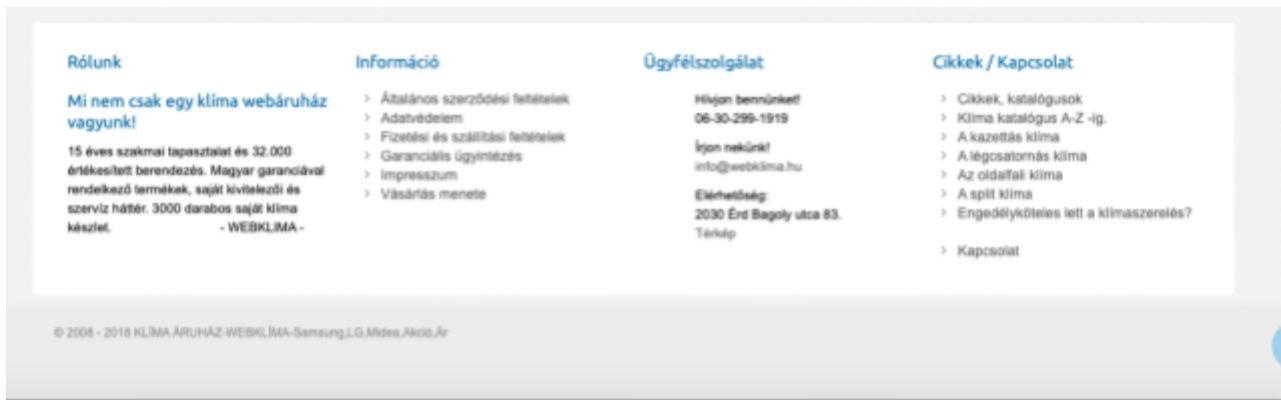 Rólunk
Mi nem csak egy klíma webáruház
vagyunk!
15 éves szakmai tapasztalat és 32.000
értékesített berendezés. Magyar garanciával
rendelkező termékek, saját kivitelezői és
szervíz háttér. 3000 darabos saját klíma
készlet. - WEBKLIMA -
Információ
> Általános szerződési feltételek
> Adatvédelem
> Fizetési és szállítási feltételek
> Garanciális ügyintézés
> Impresszum
> Vásárlás menete
Ügyfélszolgálat
Hívjon bennünket!
06-30-299-1919
Írjon nekünk!
info@webklima.hu
Elérhetőség:
2030 Érd Bagoly utca 83.
Térkép
Cikkek / Kapcsolat
> Cikkek, katalógusok
> Klíma katalógus A-Z -ig.
> A kazettás klíma
> A légcsatornás klíma
> Az oldalfali klíma
> A split klíma
> Engedélyköteles lett a klímaszerelés?
> Kapcsolat
© 2008 - 2018 KLÍMA ÁRUHÁZ-WEBKLÍMA-Samsung,LG,Midea,Akció,Ár